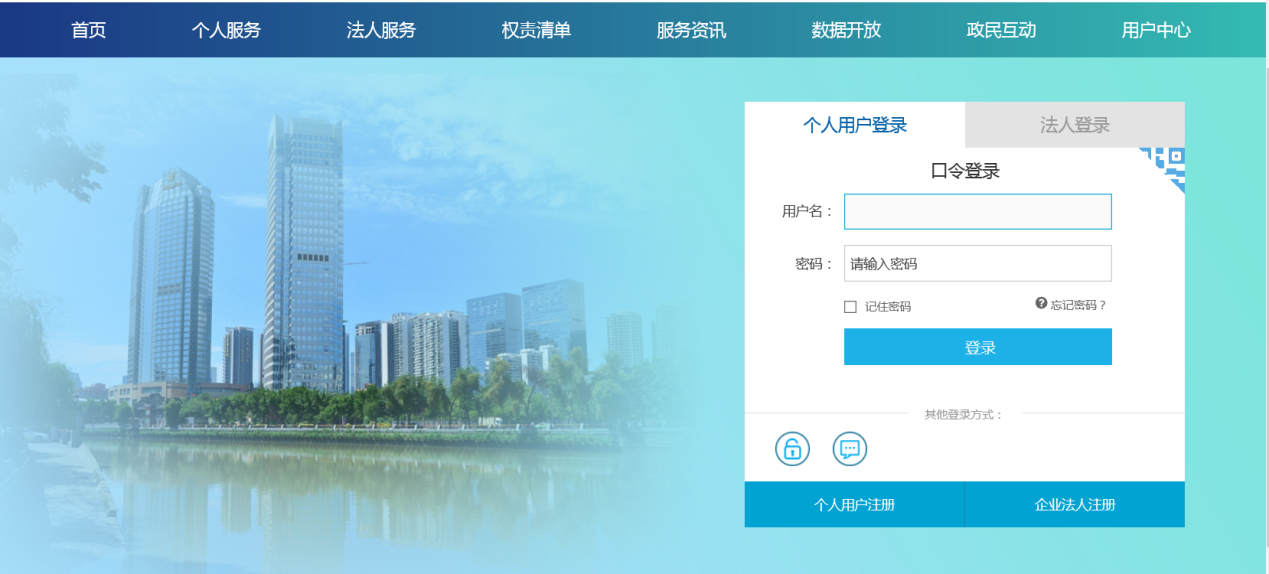 首页 个人服务 法人服务 权责清单 服务资讯 数据开放 政民互动 用户中心
个人用户登录 法人登录
口令登录
用户名：
密码： 请输入密码
记住密码 忘记密码？
登录
其他登录方式：
个人用户注册 企业法人注册